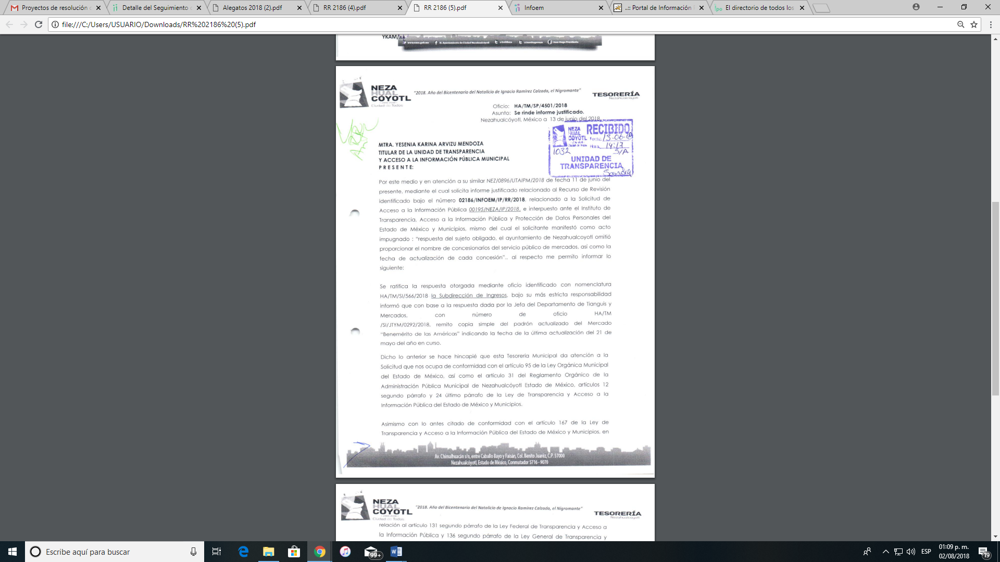 Proyectos de resolución
Detalle del Seguimiento
Alegatos 2018 (2).pdf
RR 2186 (4).pdf
RR 2186 (5).pdf
Infoem
..:: Portal de Información
El directorio de todos los
file:///C:/Users/USUARIO/Downloads/RR%202186%20(5).pdf
YKAM/JLR
www.neza.gob.mx
H. Ayuntamiento de Ciudad Nezahualcóyotl
NEZA
HUAL
COYOTL
Ciudad de Todos
"2018. Año del Bicentenario del Natalicio de Ignacio Ramírez Calzada, el Nigromante"
TESORERÍA
Nezahualcóyotl
Oficio: HA/TM/SP/4501/2018
Asunto: Se rinde informe justificado.
Nezahualcóyotl, México a 13 de junio del 2018.
NEZA
HUAL
COYOTL
RECIBIDO
Fecha 13-06-18
Hora 14:17
1032 S/A
UNIDAD DE
TRANSPARENCIA
Sandra
MTRA. YESENIA KARINA ARVIZU MENDOZA
TITULAR DE LA UNIDAD DE TRANSPARENCIA
Y ACCESO A LA INFORMACIÓN PÚBLICA MUNICIPAL
P R E S E N T E:
Por este medio y en atención a su similar NEZ/0896/UTAIPM/2018 de fecha 11 de junio del
presente, mediante el cual solicita informe justificado relacionado al Recurso de Revisión
identificado bajo el número 02186/INFOEM/IP/RR/2018, relacionado a la Solicitud de
Acceso a la Información Pública 00195/NEZA/IP/2018, e interpuesto ante el Instituto de
Transparencia, Acceso a la Información Pública y Protección de Datos Personales del
Estado de México y Municipios, mismo del cual el solicitante manifestó como acto
impugnado : "respuesta del sujeto obligado, el ayuntamiento de Nezahualcoyotl omitió
proporcionar el nombre de concesionarios del servicio público de mercados, así como la
fecha de actualización de cada concesión".. al respecto me permito informar lo
siguiente:
Se ratifica la respuesta otorgada mediante oficio identificado con nomenclatura
HA/TM/SI/566/2018 la Subdirección de Ingresos, bajo su más estricta responsabilidad
informó que con base a la respuesta dada por la Jefa del Departamento de Tianguis y
Mercados, con número de oficio HA/TM
/SI/JTYM/0292/2018, remito copia simple del padrón actualizado del Mercado
"Benemérito de las Américas" indicando la fecha de la última actualización del 21 de
mayo del año en curso.
Dicho lo anterior se hace hincapié que esta Tesorería Municipal da atención a la
Solicitud que nos ocupa de conformidad con el artículo 95 de la Ley Orgánica Municipal
del Estado de México, así como el artículo 31 del Reglamento Orgánico de la
Administración Pública Municipal de Nezahualcóyotl Estado de México, artículos 12
segundo párrafo y 24 último párrafo de la Ley de Transparencia y Acceso a la
Información Pública del Estado de México y Municipios.
Asimismo con lo antes citado de conformidad con el artículo 167 de la Ley de
Transparencia y Acceso a la Información Pública del Estado de México y Municipios, en
Av. Chimalhuacán s/n, entre Caballo Bayo y Faisán, Col. Benito Juárez, C.P. 57000
Nezahualcóyotl, Estado de México, Conmutador 5716 - 9070
NEZA
HUAL
COYOTL
Ciudad de Todos
"2018. Año del Bicentenario del Natalicio de Ignacio Ramírez Calzada, el Nigromante"
TESORERÍA
Nezahualcóyotl
relación al artículo 131 segundo párrafo de la Ley Federal de Transparencia y Acceso a
la Información Pública y 136 segundo párrafo de la Ley General de Transparencia y
Escribe aquí para buscar
99+
ESP
01:09 p. m.
02/08/2018
19